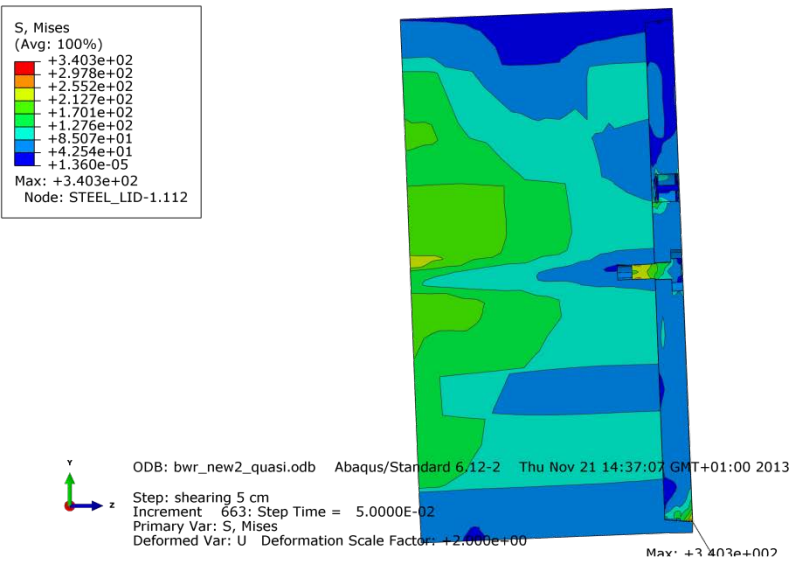 S, Mises
(Avg: 100%)
+3.403e+02
+2.978e+02
+2.552e+02
+2.127e+02
+1.701e+02
+1.276e+02
+8.507e+01
+4.254e+01
+1.360e-05
Max: +3.403e+02
Node: STEEL_LID-1.112
Y
Z
ODB: bwr_new2_quasi.odb Abaqus/Standard 6.12-2 Thu Nov 21 14:37:07 GMT+01:00 2013
Step: shearing 5 cm
Increment 663: Step Time = 5.0000E-02
Primary Var: S, Mises
Deformed Var: U Deformation Scale Factor: +2.000e+00
Max: +3.403e+002